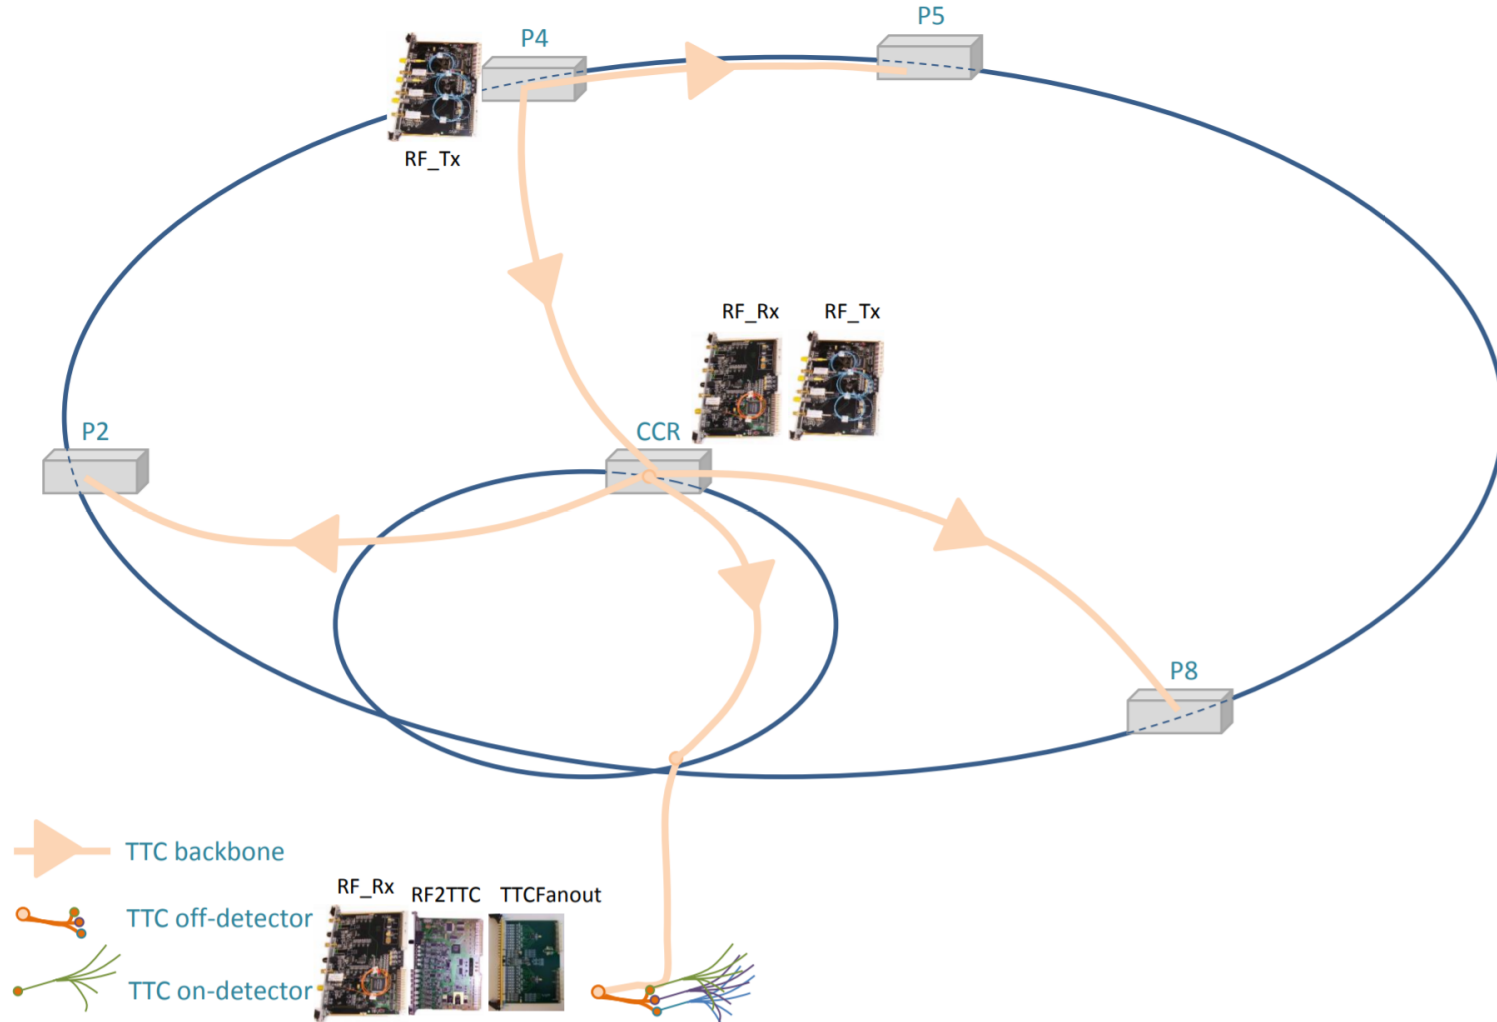 P5
P4
RF_Tx
RF_Rx
RF_Tx
P2
CCR
P8
TTC backbone
RF_Rx
RF2TTC
TTCFanout
TTC off-detector
TTC on-detector